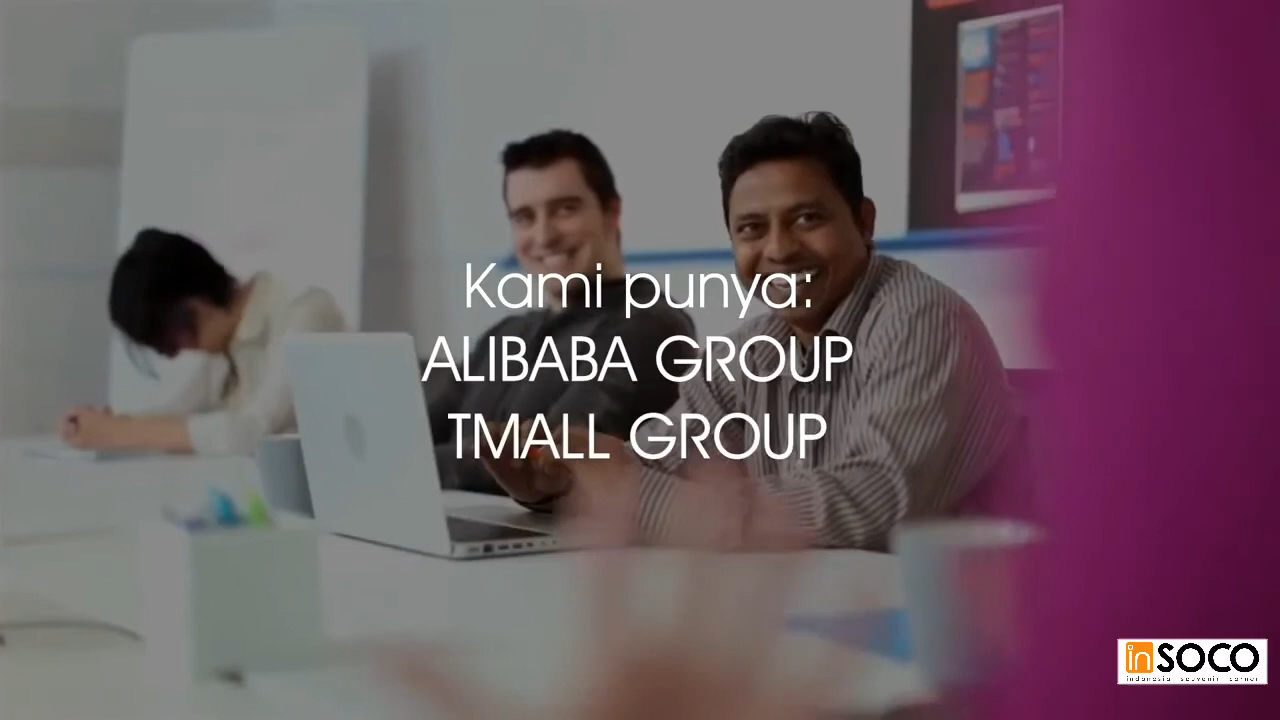 Kami punya:
ALIBABA GROUP
TMALL GROUP
inSOCO
indonesia souvenir corner